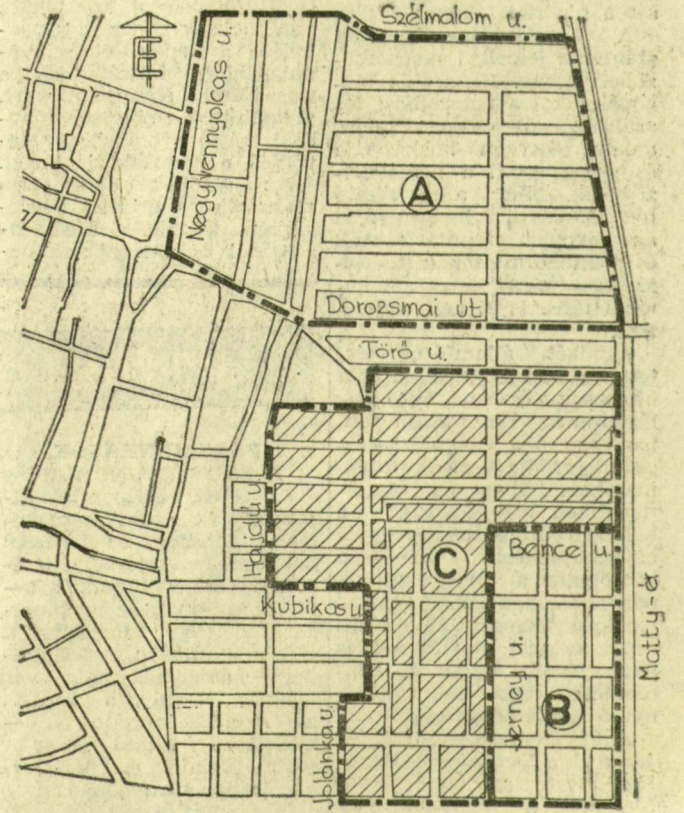 Szélmalom u.
Negyvennyolcas u.
A
Dorozsmai út
Törő u.
Hajdú u.
C
Bence u.
Kubikos u.
Matty-ér
Jerney u.
B
Jolánka u.